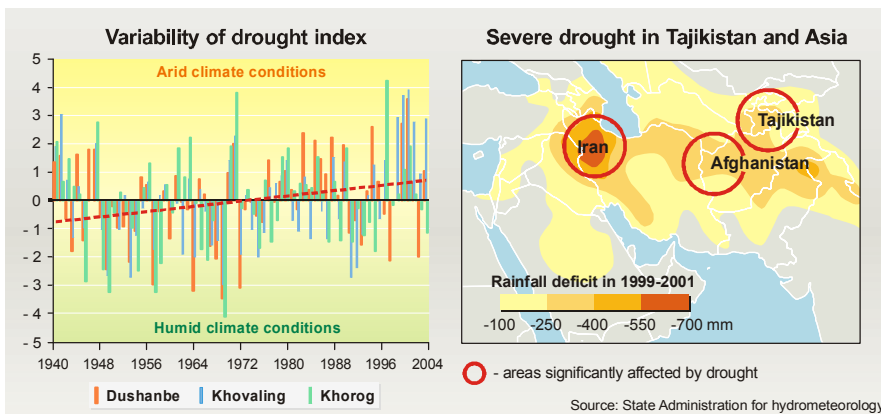 Variability of drought index
5
4
3
2
1
0
- 1
- 2
- 3
- 4
- 5
Arid climate conditions
Humid climate conditions
1940 1948 1956 1964 1972 1980 1988 1996 2004
Dushanbe Khovaling Khorog
Severe drought in Tajikistan and Asia
Tajikistan
Iran
Afghanistan
Rainfall deficit in 1999-2001
-100 -250 -400 -550 -700 mm
- areas significantly affected by drought
Source: State Administration for hydrometeorology